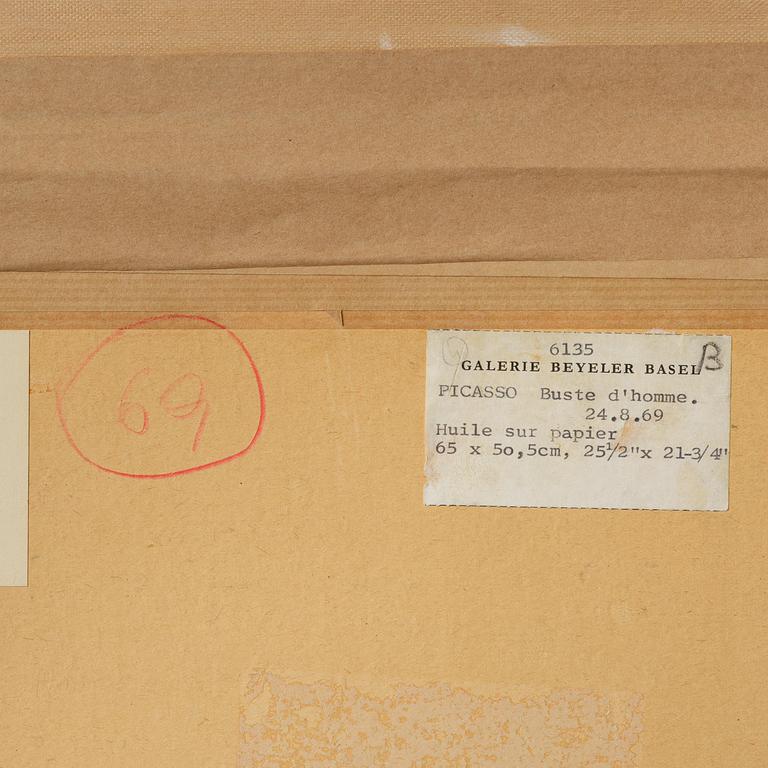 69
6135
GALERIE BEYELER BASEL B
PICASSO Buste d'homme.
24.8.69
Huile sur papier
65 x 5o,5cm, 25½"x 21-3/4"